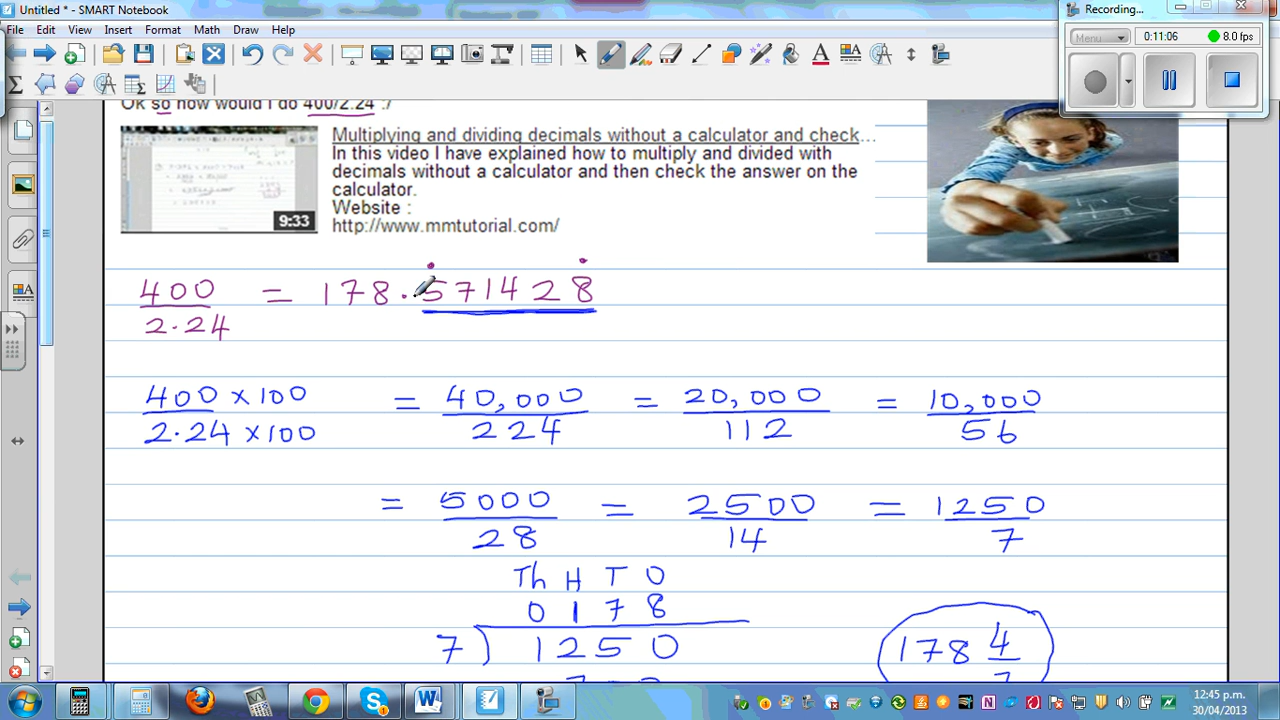 Untitled * - SMART Notebook
Recording...
File Edit View Insert Format Math Draw Help
Menu 0:11:06 8.0 fps
Ok so how would I do 400/2.24 :/
Multiplying and dividing decimals without a calculator and check...
In this video I have explained how to multiply and divided with
decimals without a calculator and then check the answer on the
calculator.
Website :
http://www.mmtutorial.com/
9:33
400/2.24 = 178.571428
400 × 100 / 2.24 × 100 = 40,000/224 = 20,000/112 = 10,000/56
= 5000/28 = 2500/14 = 1250/7
Th H T O
0 1 7 8
7 ) 1 2 5 0
178 4/7
12:45 p.m.
30/04/2013